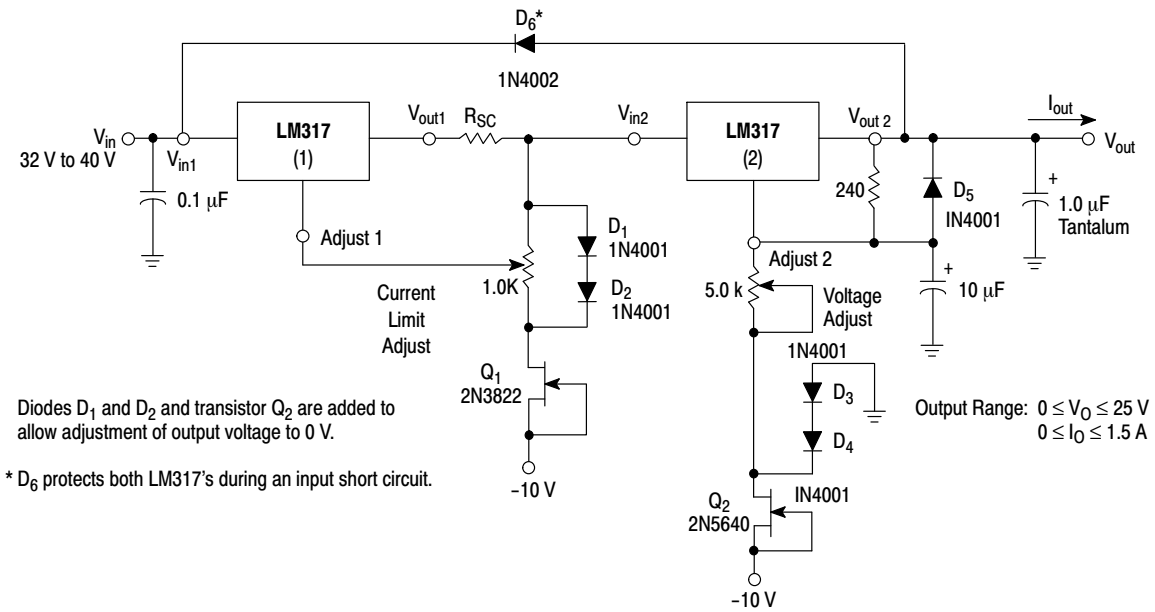 D6*
1N4002
Vin
32 V to 40 V
Vin1
0.1 μF
LM317
(1)
Vout1
RSC
Vin2
LM317
(2)
Vout 2
Iout
Vout
240
D5
IN4001
+
1.0 μF
Tantalum
Adjust 1
1.0K
Current
Limit
Adjust
D1
1N4001
D2
1N4001
Adjust 2
5.0 k
Voltage
Adjust
+
10 μF
1N4001
D3
D4
IN4001
Q1
2N3822
–10 V
Q2
2N5640
–10 V
Diodes D1 and D2 and transistor Q2 are added to
allow adjustment of output voltage to 0 V.
* D6 protects both LM317's during an input short circuit.
Output Range: 0 ≤ VO ≤ 25 V
0 ≤ IO ≤ 1.5 A